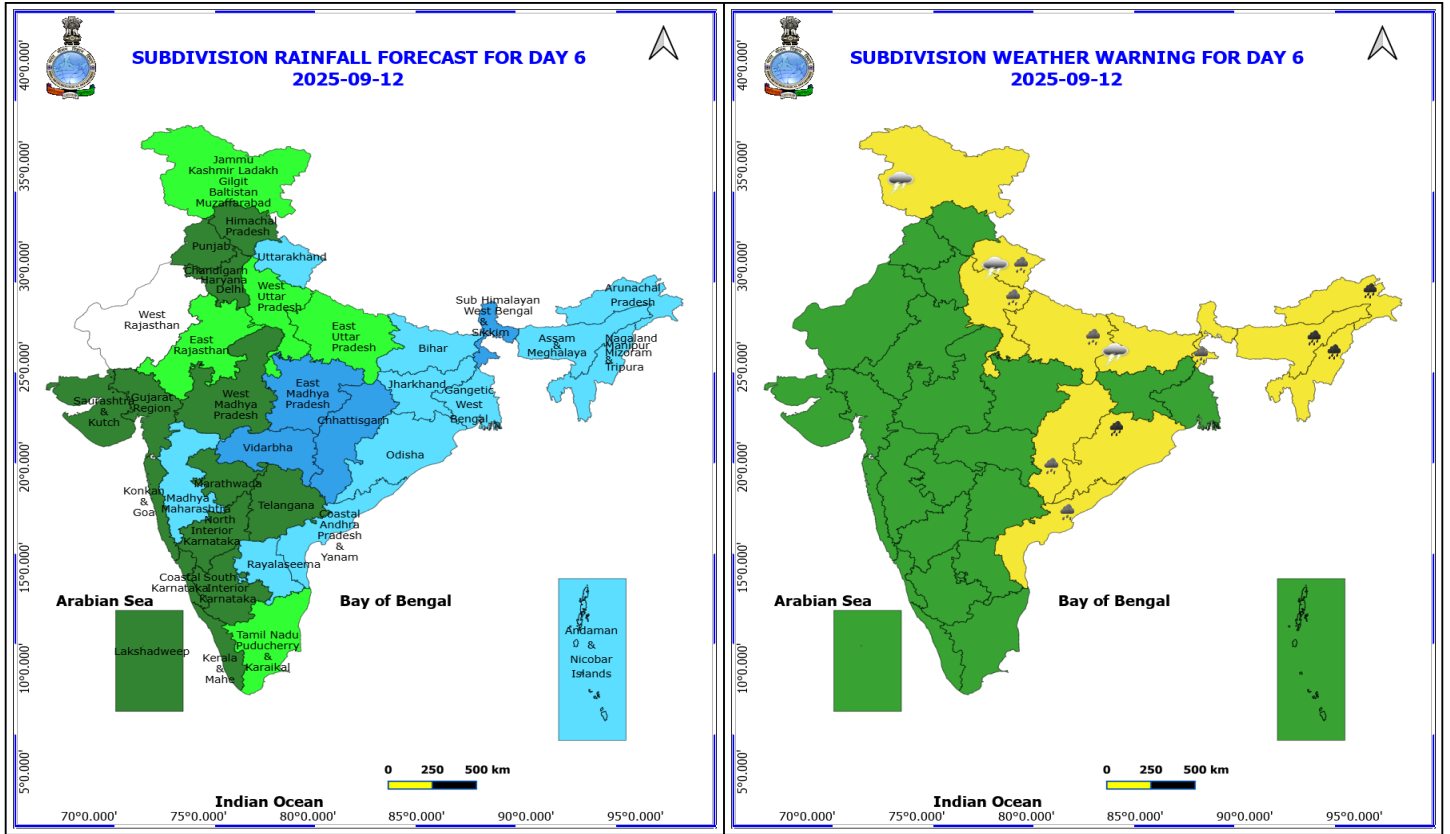 SUBDIVISION RAINFALL FORECAST FOR DAY 6
2025-09-12
40°0.000'
35°0.000'
30°0.000'
25°0.000'
20°0.000'
15°0.000'
10°0.000'
5°0.000'
Jammu
Kashmir Ladakh
Gilgit
Baltistan
Muzaffarabad
Himachal
Pradesh
Punjab
Chandigarh
Haryana
Delhi
Uttarakhand
West
Uttar
Pradesh
East
Uttar
Pradesh
West
Rajasthan
East
Rajasthan
Sub Himalayan
West Bengal
&
Sikkim
Arunachal
Pradesh
Assam
&
Meghalaya
Nagaland
Manipur
Mizoram
&
Tripura
Bihar
Jharkhand
Gangetic
West
Bengal
Saurashtra
&
Kutch
Gujarat
Region
West
Madhya
Pradesh
East
Madhya
Pradesh
Chhattisgarh
Vidarbha
Odisha
Konkan
&
Goa
Madhya
Maharashtra
Marathwada
Telangana
North
Interior
Karnataka
Coastal
Andhra
Pradesh
&
Yanam
Rayalaseema
Coastal
Karnataka
South
Interior
Karnataka
Arabian Sea
Bay of Bengal
Lakshadweep
Kerala
&
Mahe
Tamil Nadu
Puducherry
&
Karaikal
Andaman
&
Nicobar
Islands
0 250 500 km
Indian Ocean
70°0.000' 75°0.000' 80°0.000' 85°0.000' 90°0.000' 95°0.000'
SUBDIVISION WEATHER WARNING FOR DAY 6
2025-09-12
40°0.000'
35°0.000'
30°0.000'
25°0.000'
20°0.000'
15°0.000'
10°0.000'
5°0.000'
Arabian Sea
Bay of Bengal
0 250 500 km
Indian Ocean
70°0.000' 75°0.000' 80°0.000' 85°0.000' 90°0.000' 95°0.000'